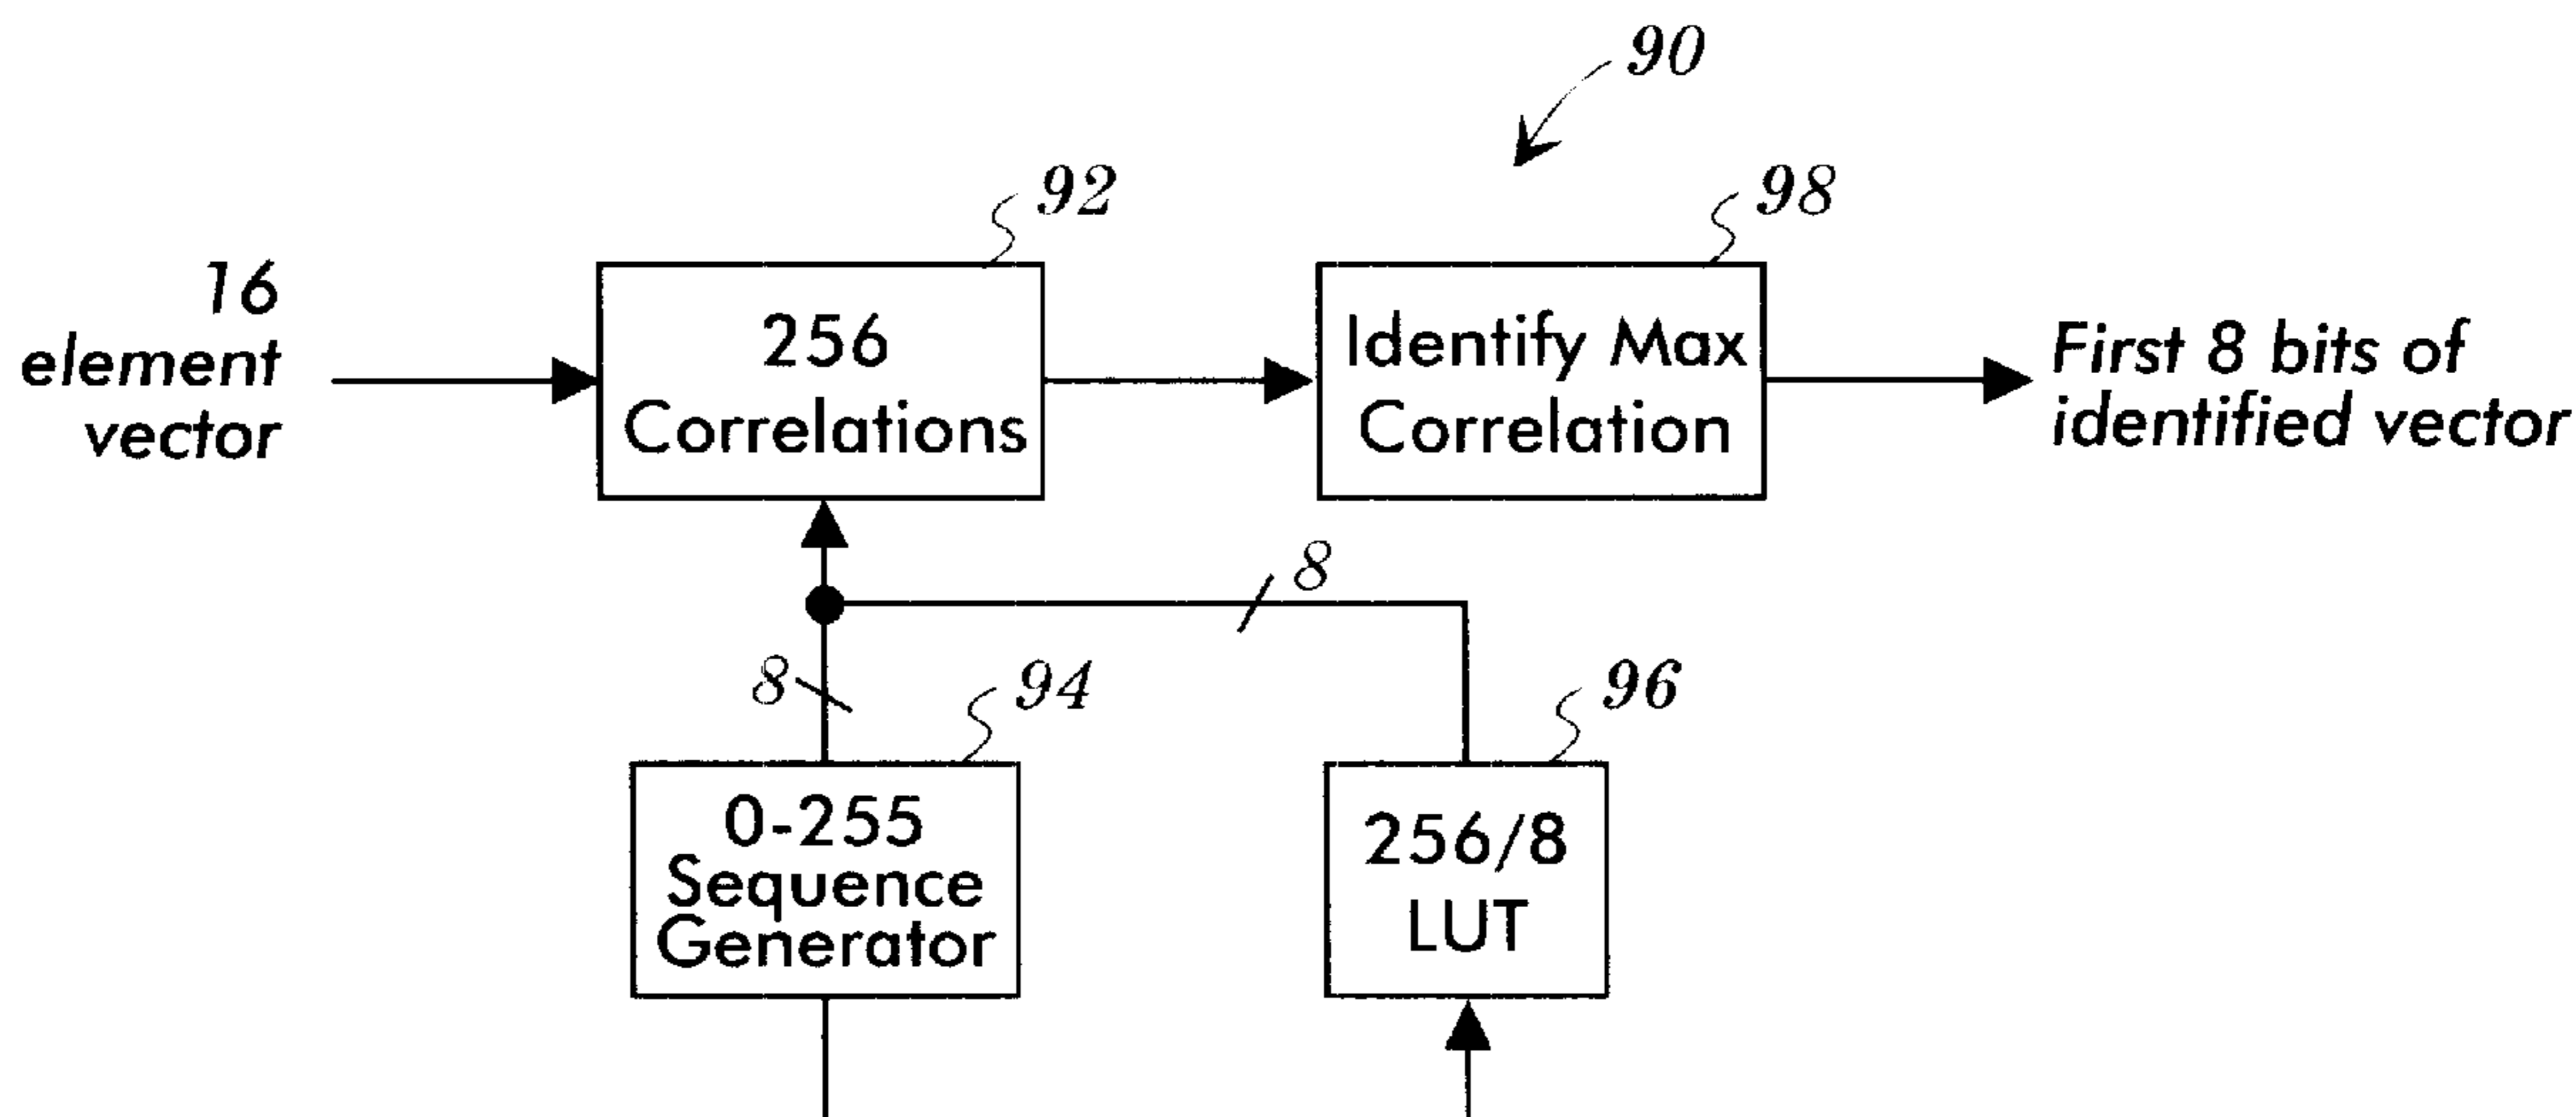 90
92
98
16
element
vector
256
Correlations
Identify Max
Correlation
First 8 bits of
identified vector
8
8
94
96
0-255
Sequence
Generator
256/8
LUT